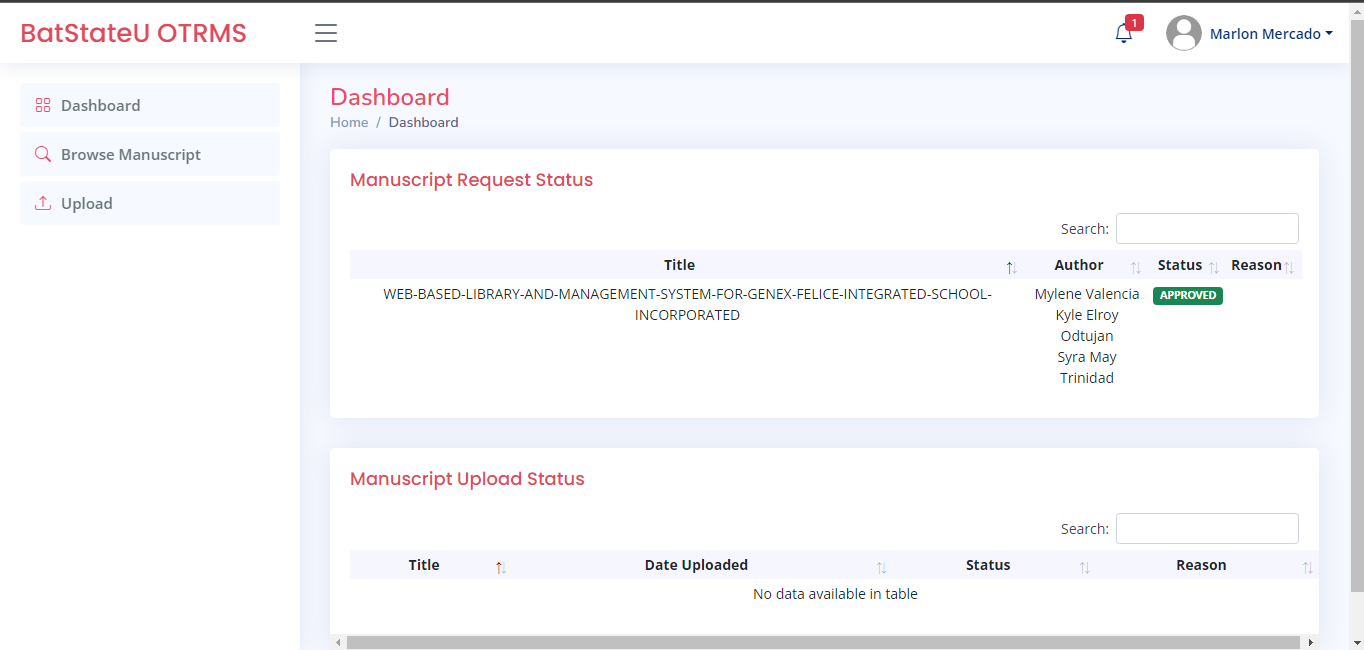 BatStateU OTRMS
1
Marlon Mercado
Dashboard
Browse Manuscript
Upload
Dashboard
Home / Dashboard
Manuscript Request Status
Search:
Title Author Status Reason
WEB-BASED-LIBRARY-AND-MANAGEMENT-SYSTEM-FOR-GENEX-FELICE-INTEGRATED-SCHOOL-
INCORPORATED
Mylene Valencia
Kyle Elroy
Odtujan
Syra May
Trinidad
APPROVED
Manuscript Upload Status
Search:
Title Date Uploaded Status Reason
No data available in table